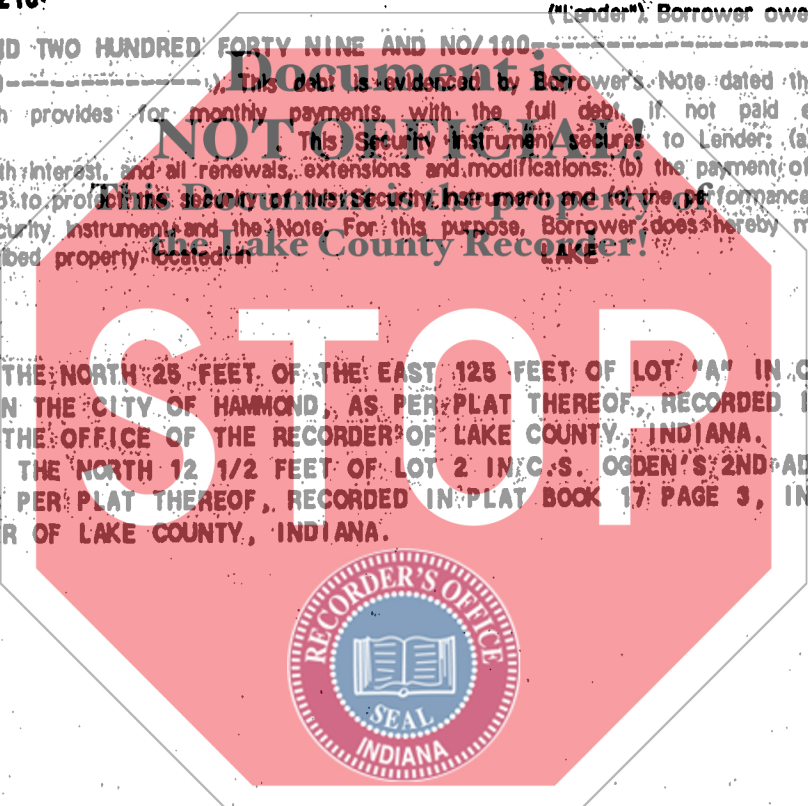 ("Lender"). Borrower owe
D TWO HUNDRED FORTY NINE AND NO/100
Document is
). This debt is evidenced by Borrower's Note dated th
h provides for monthly payments, with the full debt, if not paid
NOT OFFICIAL!
This Security Instrument secures to Lender: (a
th interest, and all renewals, extensions and modifications; (b) the payment of
This Document is the property of
to protect the security of this Security Instrument; and (c) the performance
curity Instrument and the Note. For this purpose, Borrower does hereby m
the Lake County Recorder!
ibed property located in LAKE
STOP
THE NORTH 25 FEET OF THE EAST 125 FEET OF LOT "A" IN
N THE CITY OF HAMMOND, AS PER PLAT THEREOF, RECORDED I
THE OFFICE OF THE RECORDER OF LAKE COUNTY, INDIANA.
THE NORTH 12 1/2 FEET OF LOT 2 IN C.S. OGDEN'S 2ND AD
PER PLAT THEREOF, RECORDED IN PLAT BOOK 17 PAGE 3, IN
R OF LAKE COUNTY, INDIANA.
RECORDER'S OFFICE
SEAL
INDIANA